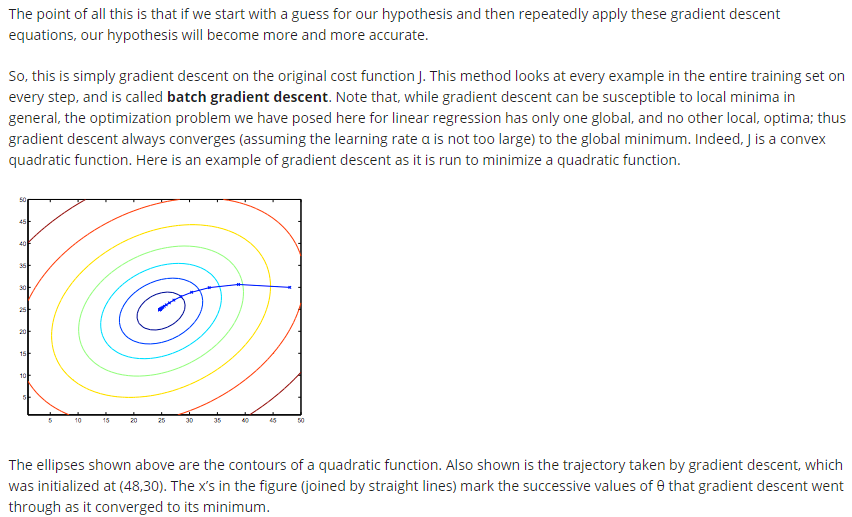 The point of all this is that if we start with a guess for our hypothesis and then repeatedly apply these gradient descent
equations, our hypothesis will become more and more accurate.
So, this is simply gradient descent on the original cost function J. This method looks at every example in the entire training set on
every step, and is called batch gradient descent. Note that, while gradient descent can be susceptible to local minima in
general, the optimization problem we have posed here for linear regression has only one global, and no other local, optima; thus
gradient descent always converges (assuming the learning rate α is not too large) to the global minimum. Indeed, J is a convex
quadratic function. Here is an example of gradient descent as it is run to minimize a quadratic function.
50
45
40
35
30
25
20
15
10
5
5 10 15 20 25 30 35 40 45 50
The ellipses shown above are the contours of a quadratic function. Also shown is the trajectory taken by gradient descent, which
was initialized at (48,30). The x's in the figure (joined by straight lines) mark the successive values of θ that gradient descent went
through as it converged to its minimum.